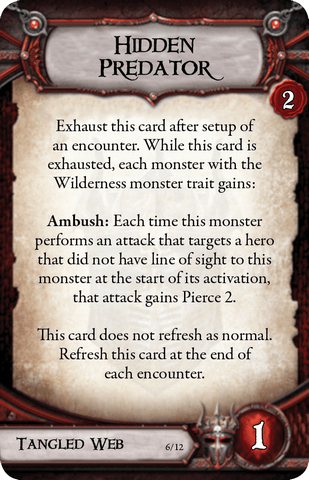 Hidden
Predator
2
Exhaust this card after setup of
an encounter. While this card is
exhausted, each monster with the
Wilderness monster trait gains:
Ambush: Each time this monster
performs an attack that targets a hero
that did not have line of sight to this
monster at the start of its activation,
that attack gains Pierce 2.
This card does not refresh as normal.
Refresh this card at the end of
each encounter.
Tangled Web
6/12
1